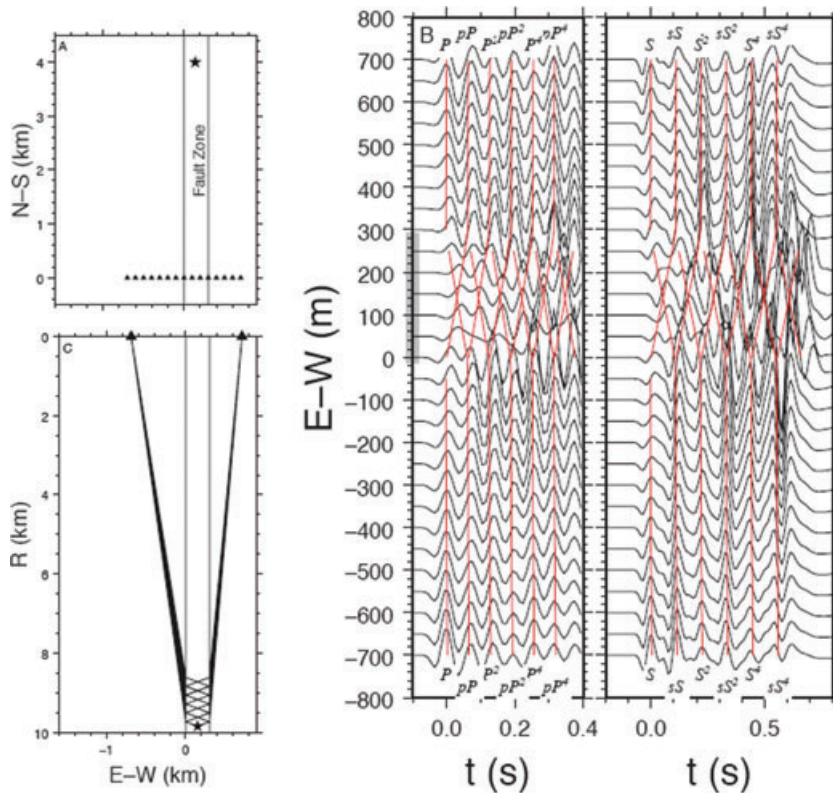 A
N–S (km)
4
3
2
1
0
Fault Zone
C
R (km)
0
2
4
6
8
10
−1
0
E–W (km)
B
E–W (m)
800
700
600
500
400
300
200
100
0
−100
−200
−300
−400
−500
−600
−700
−800
P pP P² pP² P⁴ pP⁴
P pP P² pP² P⁴ pP⁴
0.0 0.2 0.4
t (s)
S sS S² sS² S⁴ sS⁴
S sS S² sS² S⁴ sS⁴
0.0 0.5
t (s)